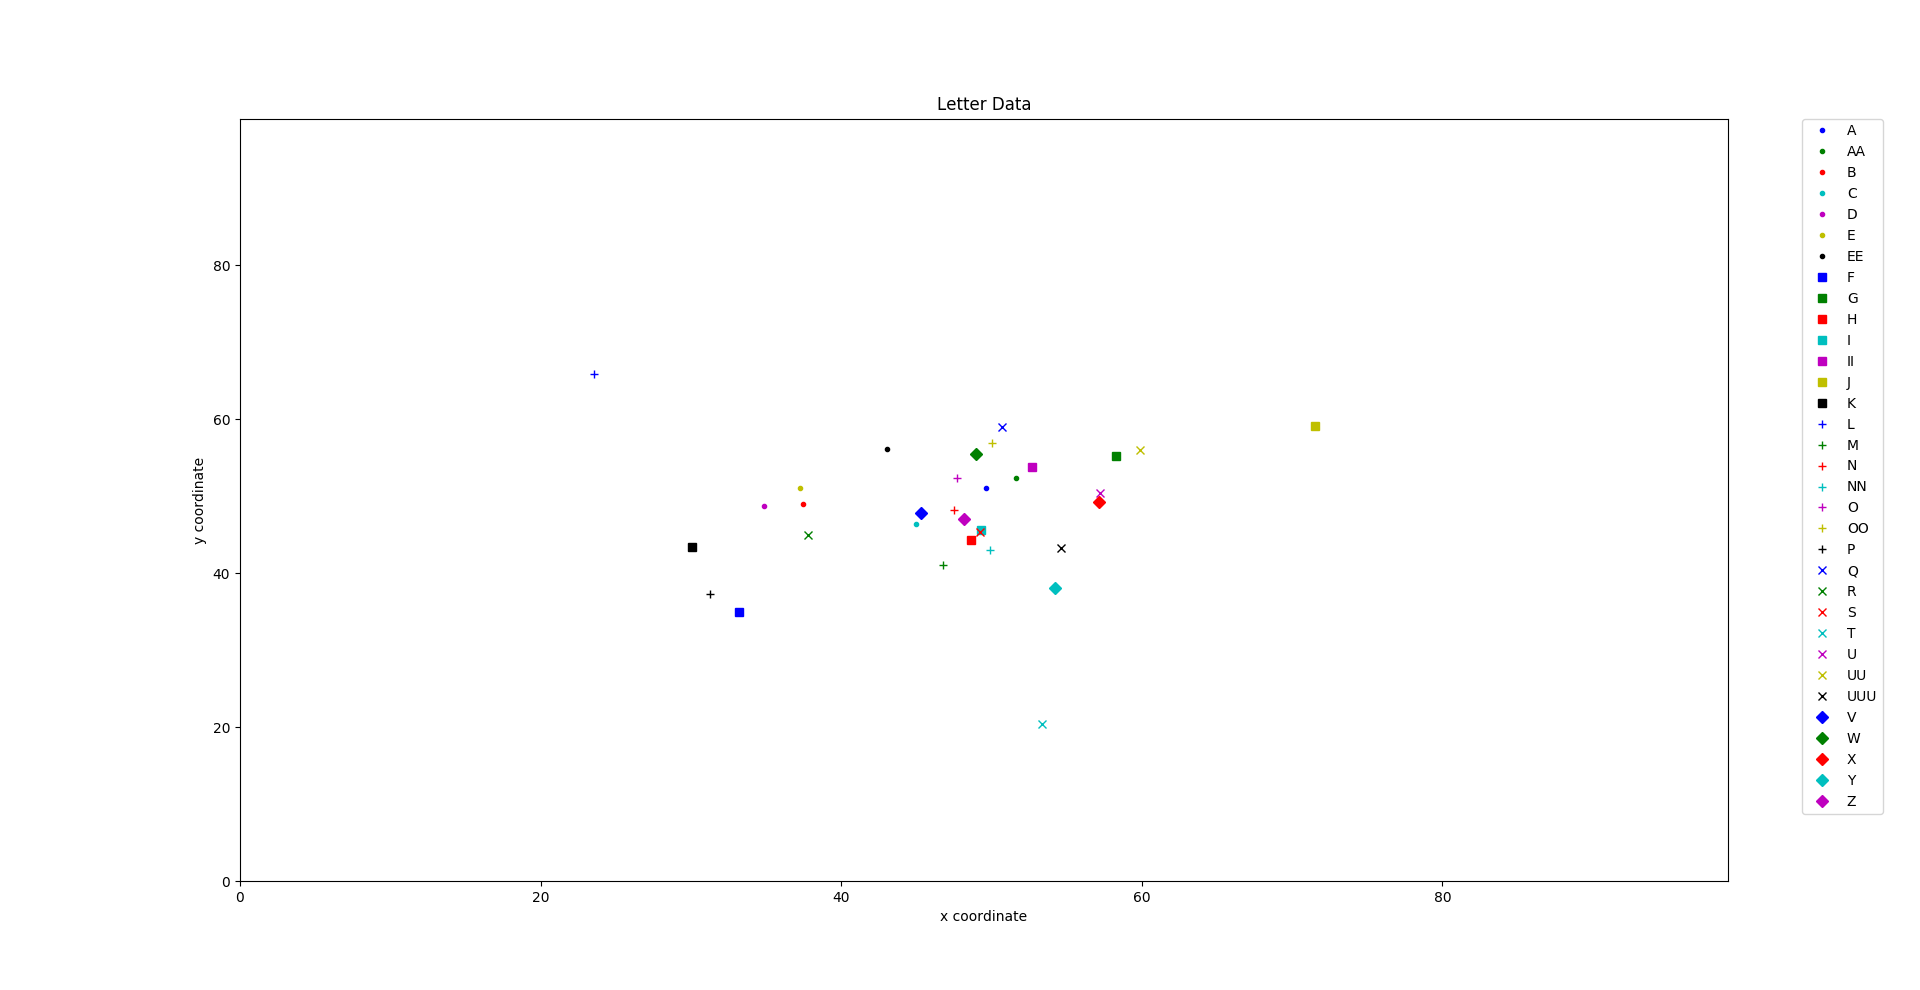 Letter Data
y coordinate
80
60
40
20
0
0 20 40 60 80
x coordinate
A
AA
B
C
D
E
EE
F
G
H
I
II
J
K
L
M
N
NN
O
OO
P
Q
R
S
T
U
UU
UUU
V
W
X
Y
Z